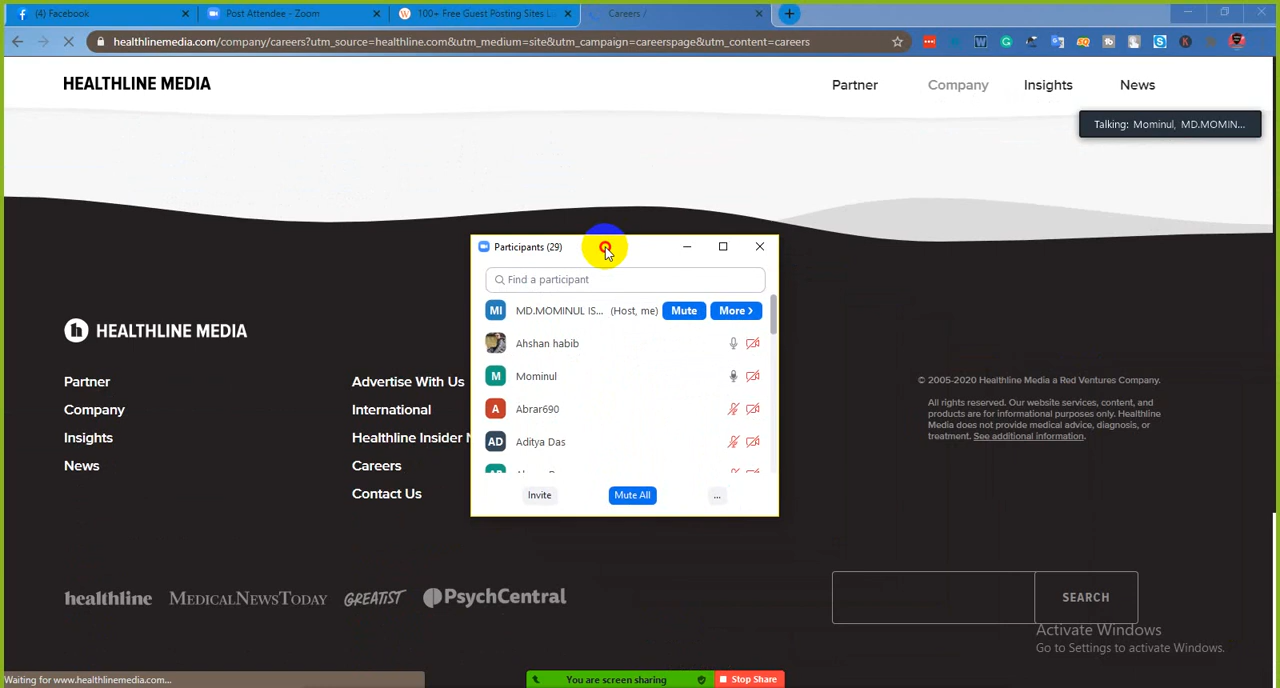 (4) Facebook
Post Attendee - Zoom
100+ Free Guest Posting Sites L
Careers /
healthlinemedia.com/company/careers?utm_source=healthline.com&utm_medium=site&utm_campaign=careerspage&utm_content=careers
HEALTHLINE MEDIA
Partner
Company
Insights
News
Talking: Mominul, MD.MOMIN...
Participants (29)
Find a participant
MI MD.MOMINUL IS... (Host, me) Mute More >
Ahshan habib
M Mominul
A Abrar690
AD Aditya Das
Invite
Mute All
...
h HEALTHLINE MEDIA
Partner
Company
Insights
News
Advertise With Us
International
Healthline Insider N
Careers
Contact Us
© 2005-2020 Healthline Media a Red Ventures Company.
All rights reserved. Our website services, content, and
products are for informational purposes only. Healthline
Media does not provide medical advice, diagnosis, or
treatment. See additional information.
healthline
MEDICALNEWSTODAY
GREATIST
PsychCentral
SEARCH
Activate Windows
Go to Settings to activate Windows.
Waiting for www.healthlinemedia.com...
You are screen sharing
Stop Share